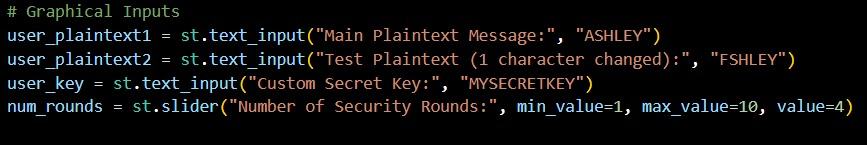 # Graphical Inputs
user_plaintext1 = st.text_input("Main Plaintext Message:", "ASHLEY")
user_plaintext2 = st.text_input("Test Plaintext (1 character changed):", "FSHLEY")
user_key = st.text_input("Custom Secret Key:", "MYSECRETKEY")
num_rounds = st.slider("Number of Security Rounds:", min_value=1, max_value=10, value=4)